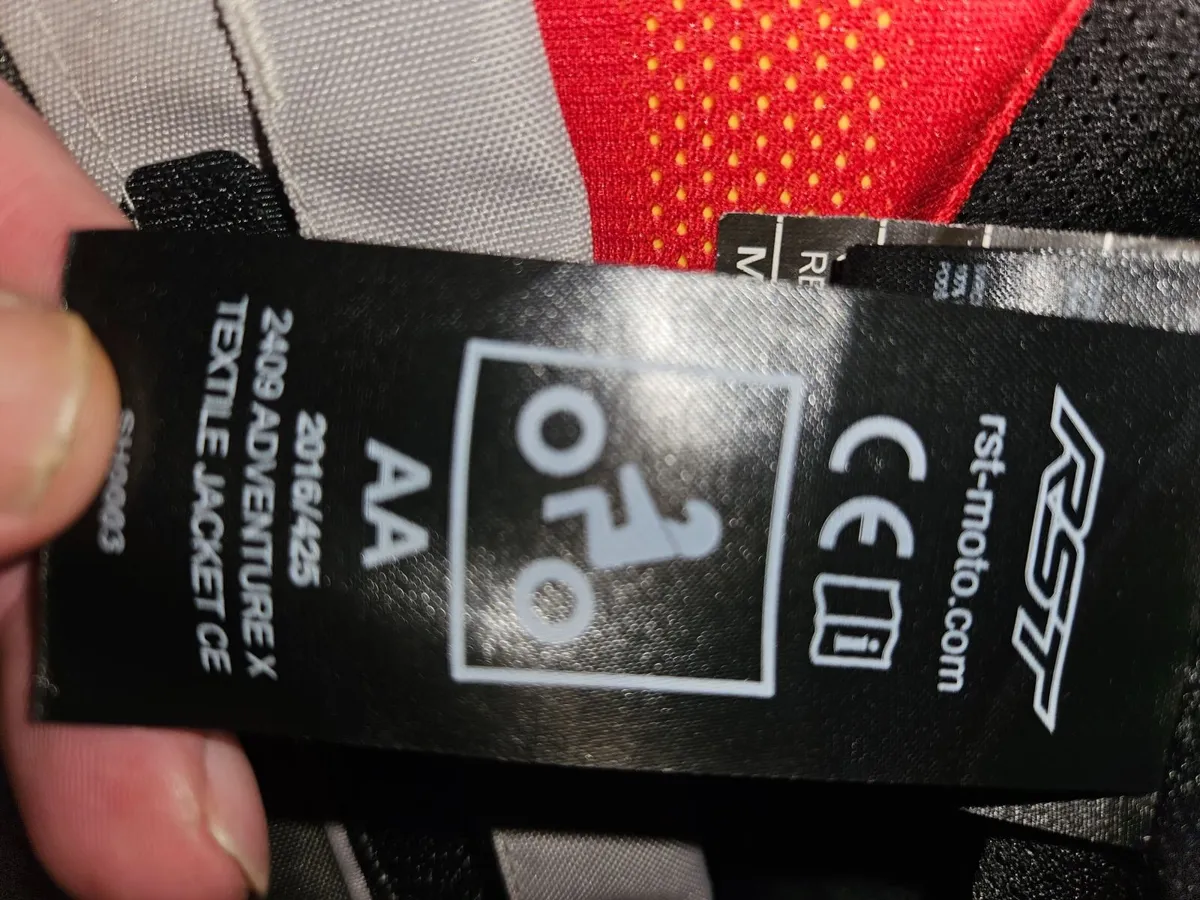 RST
rst-moto.com
CE i
AA
2016/425
2409 ADVENTURE X
TEXTILE JACKET CE